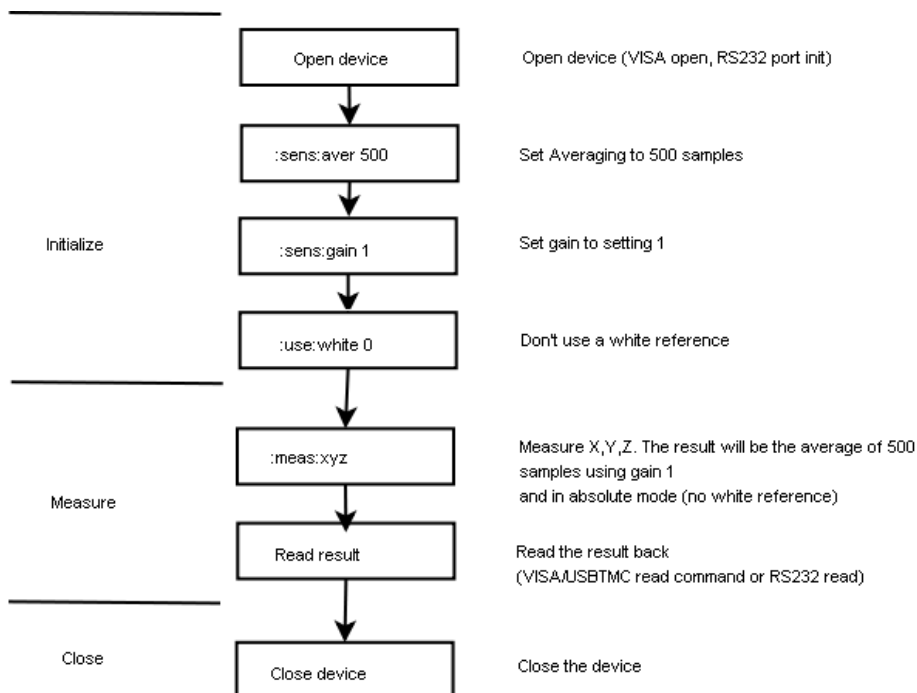 Open device
Open device (VISA open, RS232 port init)
:sens:aver 500
Set Averaging to 500 samples
Initialize
:sens:gain 1
Set gain to setting 1
:use:white 0
Don't use a white reference
:meas:xyz
Measure X,Y,Z. The result will be the average of 500
samples using gain 1
and in absolute mode (no white reference)
Measure
Read result
Read the result back
(VISA/USBTMC read command or RS232 read)
Close
Close device
Close the device